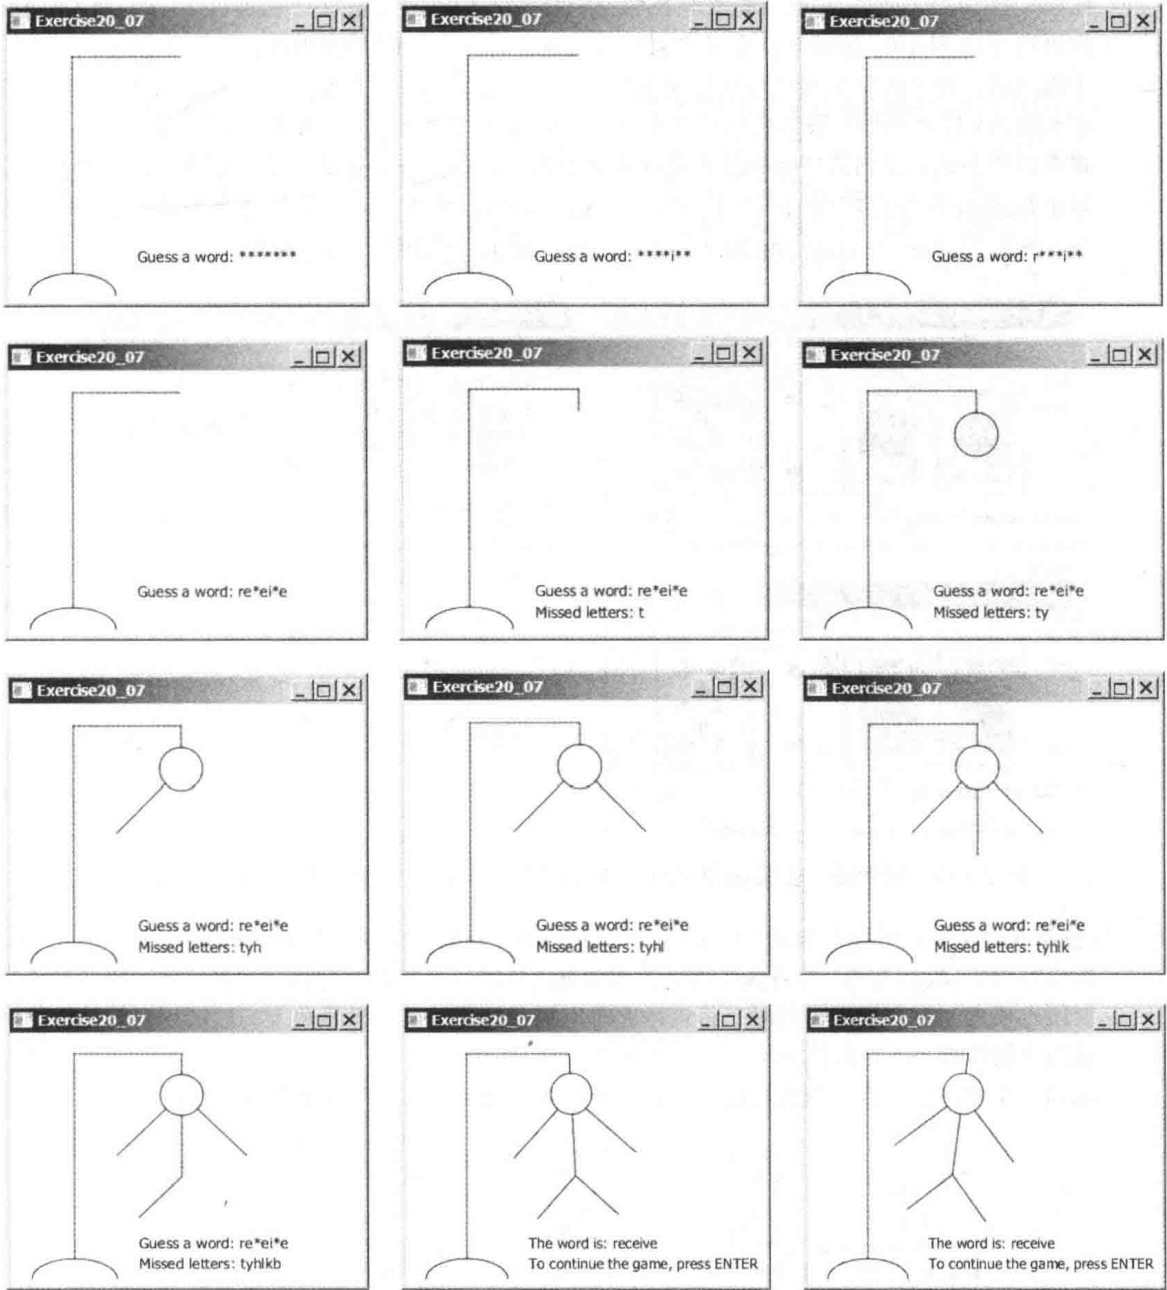 Exercise20_07
Guess a word: *******
Exercise20_07
Guess a word: ****i**
Exercise20_07
Guess a word: r***i**
Exercise20_07
Guess a word: re*ei*e
Exercise20_07
Guess a word: re*ei*e
Missed letters: t
Exercise20_07
Guess a word: re*ei*e
Missed letters: ty
Exercise20_07
Guess a word: re*ei*e
Missed letters: tyh
Exercise20_07
Guess a word: re*ei*e
Missed letters: tyhl
Exercise20_07
Guess a word: re*ei*e
Missed letters: tyhlk
Exercise20_07
Guess a word: re*ei*e
Missed letters: tyhlkb
Exercise20_07
The word is: receive
To continue the game, press ENTER
Exercise20_07
The word is: receive
To continue the game, press ENTER